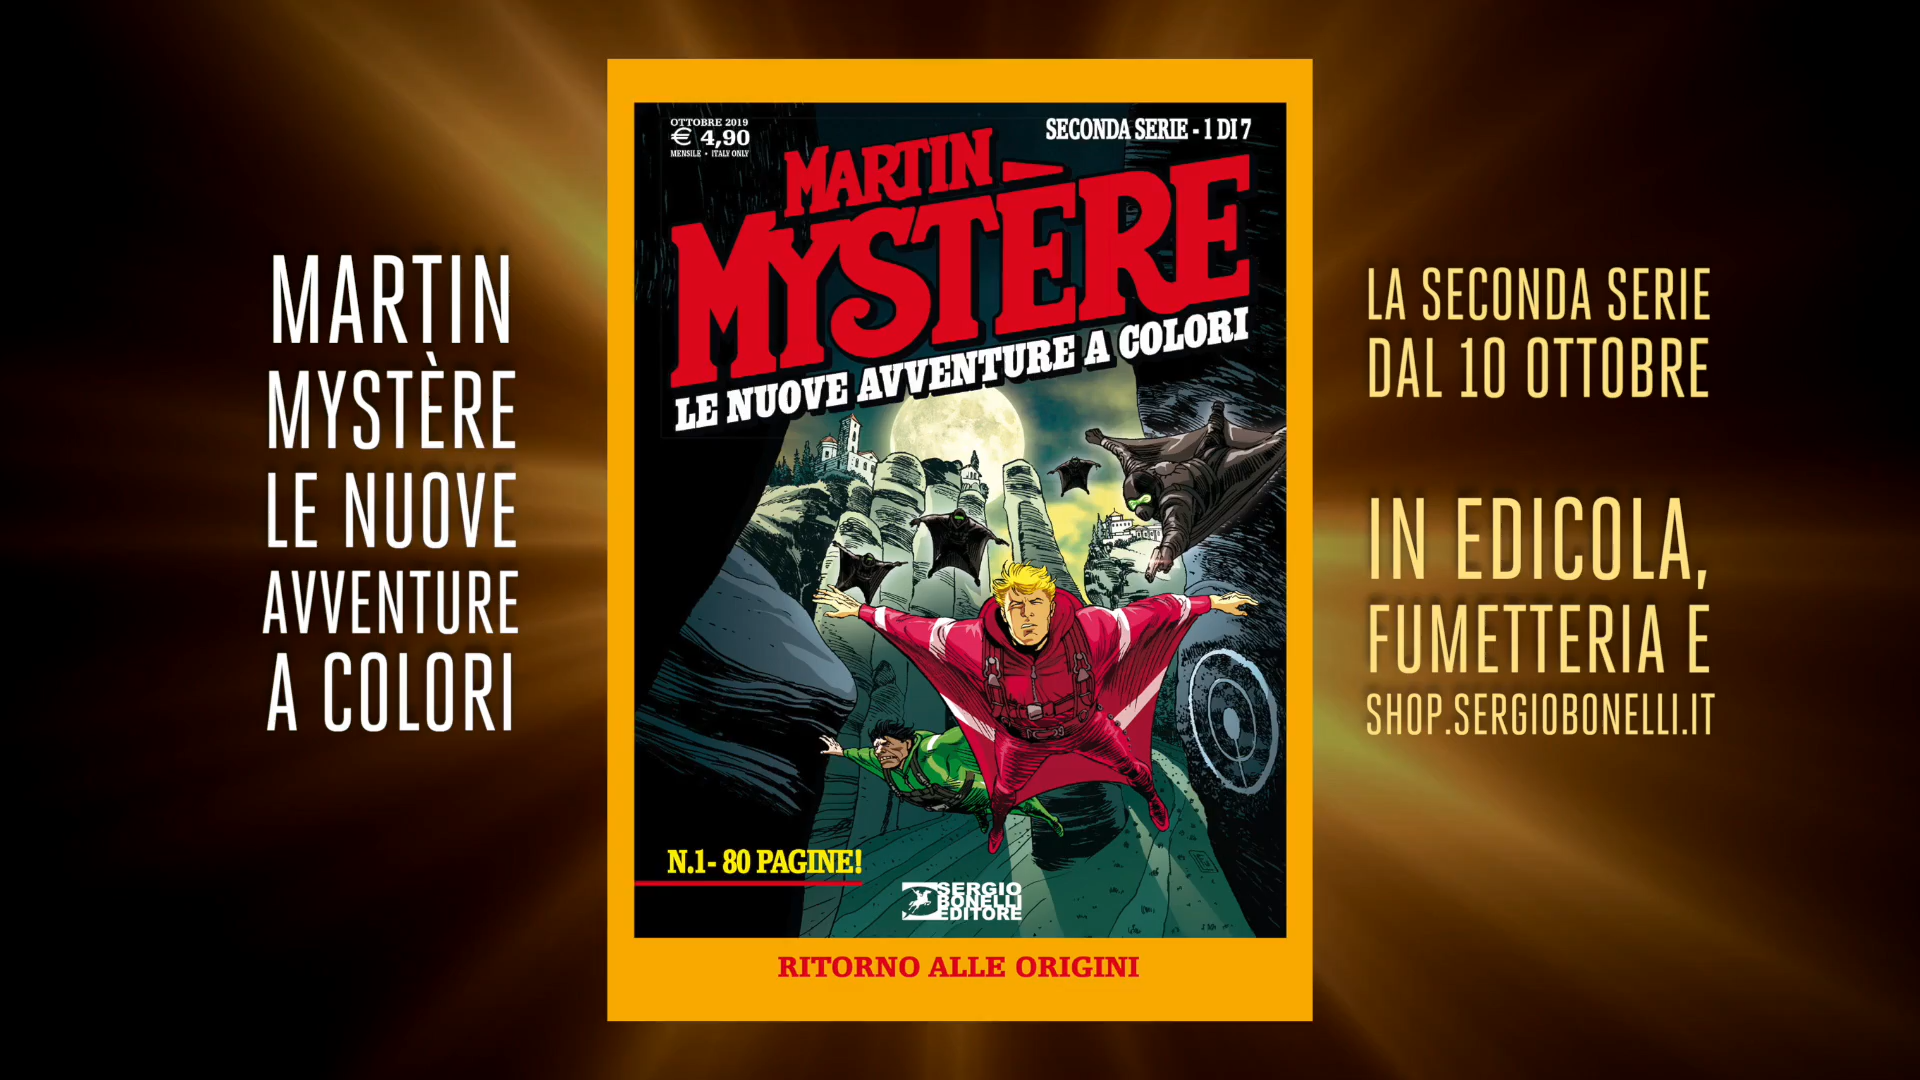 MARTIN
MYSTÈRE
LE NUOVE
AVVENTURE
A COLORI
OTTOBRE 2019
€ 4,90
MENSILE • ITALY ONLY
SECONDA SERIE - 1 DI 7
MARTIN
MYSTÈRE
LE NUOVE AVVENTURE A COLORI
N.1 - 80 PAGINE!
SERGIO
BONELLI
EDITORE
RITORNO ALLE ORIGINI
LA SECONDA SERIE
DAL 10 OTTOBRE
IN EDICOLA,
FUMETTERIA E
SHOP.SERGIOBONELLI.IT